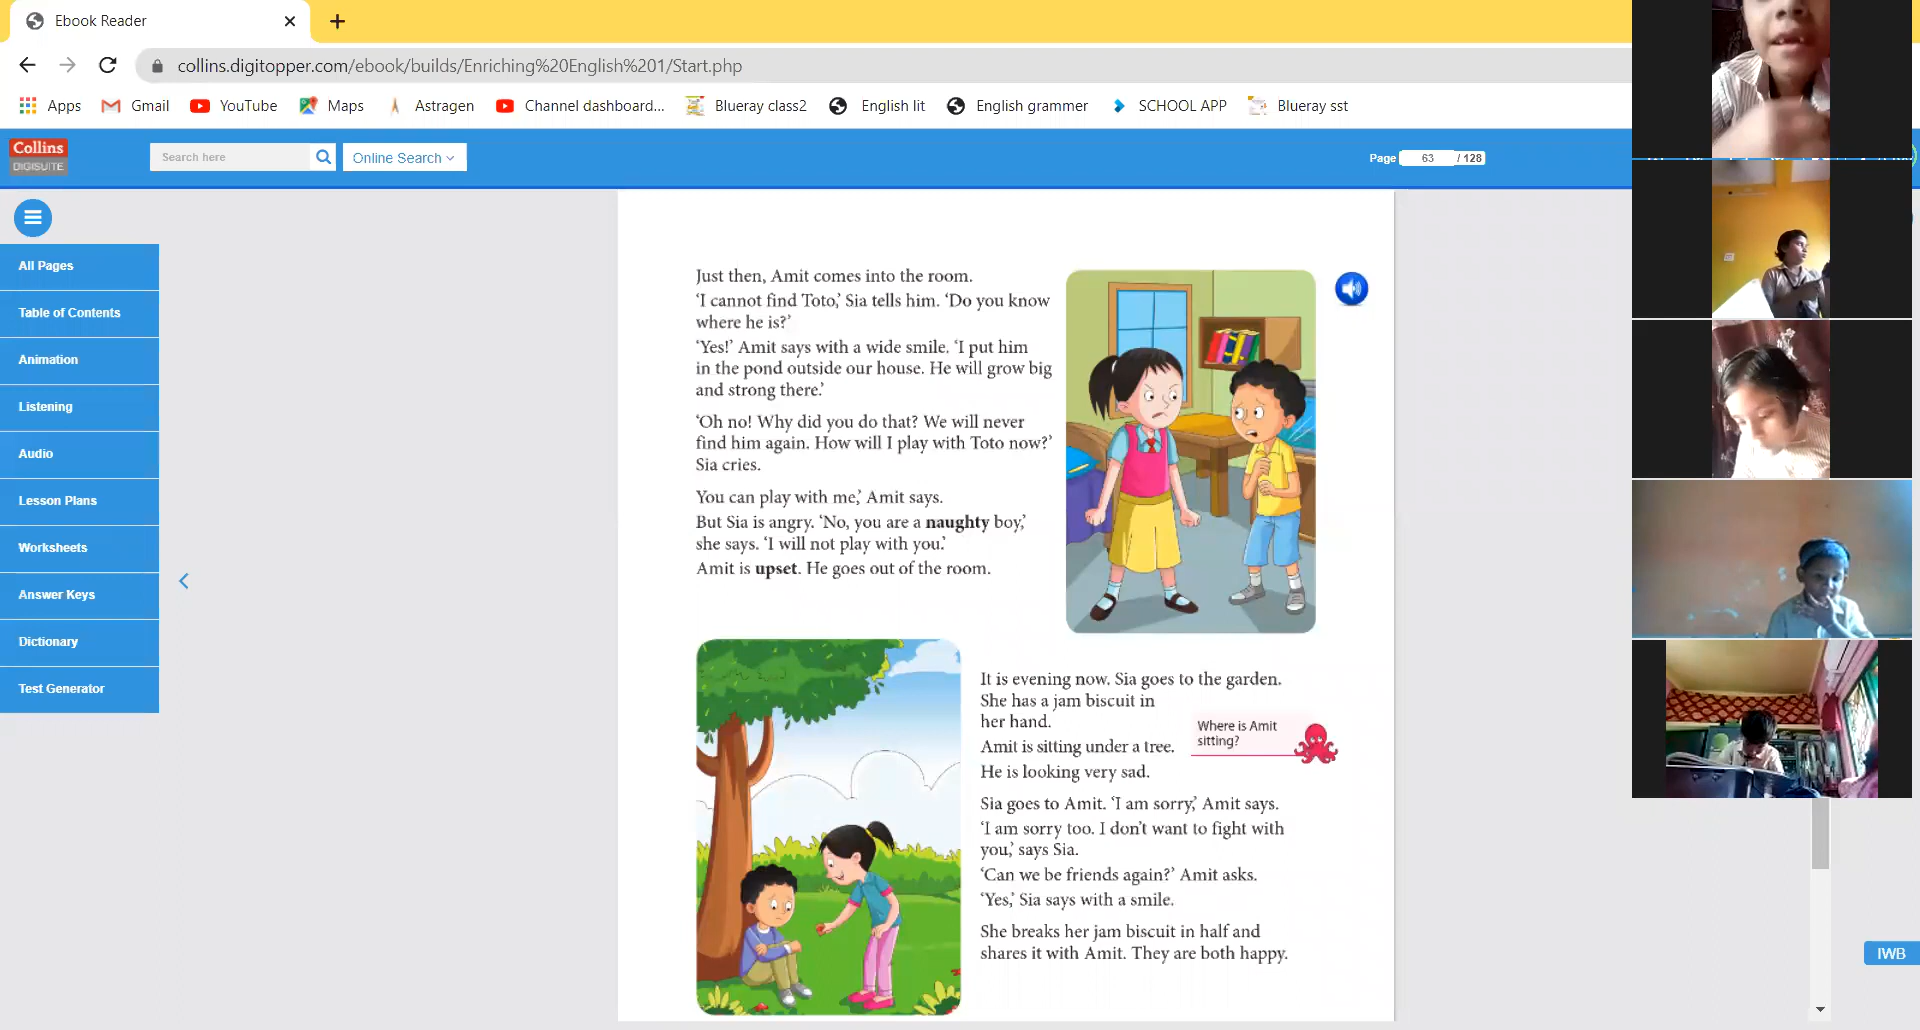 Ebook Reader
collins.digitopper.com/ebook/builds/Enriching%20English%201/Start.php
Apps Gmail YouTube Maps Astragen Channel dashboard... Blueray class2 English lit English grammer SCHOOL APP Blueray sst
Collins
DIGISUITE
Search here
Online Search
Page 63 / 128
All Pages
Table of Contents
Animation
Listening
Audio
Lesson Plans
Worksheets
Answer Keys
Dictionary
Test Generator
Just then, Amit comes into the room.
‘I cannot find Toto,’ Sia tells him. ‘Do you know
where he is?’
‘Yes!’ Amit says with a wide smile. ‘I put him
in the pond outside our house. He will grow big
and strong there.’
‘Oh no! Why did you do that? We will never
find him again. How will I play with Toto now?’
Sia cries.
You can play with me,’ Amit says.
But Sia is angry. ‘No, you are a naughty boy,’
she says. ‘I will not play with you.’
Amit is upset. He goes out of the room.
It is evening now. Sia goes to the garden.
She has a jam biscuit in
her hand.
Amit is sitting under a tree.
He is looking very sad.
Where is Amit
sitting?
Sia goes to Amit. ‘I am sorry,’ Amit says.
‘I am sorry too. I don’t want to fight with
you,’ says Sia.
‘Can we be friends again?’ Amit asks.
‘Yes,’ Sia says with a smile.
She breaks her jam biscuit in half and
shares it with Amit. They are both happy.
IWB